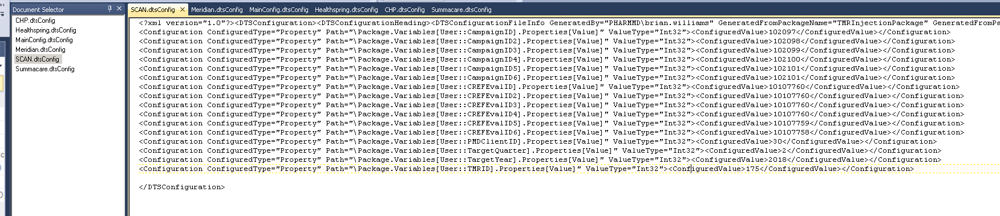 Document Selector
CHP.dtsConfig
Healthspring.dtsConfig
MainConfig.dtsConfig
Meridian.dtsConfig
SCAN.dtsConfig
Summacare.dtsConfig
SCAN.dtsConfig Meridian.dtsConfig MainConfig.dtsConfig Healthspring.dtsConfig CHP.dtsConfig Summacare.dtsConfig
<?xml version="1.0"?><DTSConfiguration><DTSConfigurationHeading><DTSConfigurationFileInfo GeneratedBy="PHARMMD\brian.williams" GeneratedFromPackageName="TMRInjectionPackage" GeneratedFromPa
<Configuration ConfiguredType="Property" Path="\Package.Variables[User::CampaignID].Properties[Value]" ValueType="Int32"><ConfiguredValue>102097</ConfiguredValue></Configuration>
<Configuration ConfiguredType="Property" Path="\Package.Variables[User::CampaignID2].Properties[Value]" ValueType="Int32"><ConfiguredValue>102098</ConfiguredValue></Configuration>
<Configuration ConfiguredType="Property" Path="\Package.Variables[User::CampaignID3].Properties[Value]" ValueType="Int32"><ConfiguredValue>102099</ConfiguredValue></Configuration>
<Configuration ConfiguredType="Property" Path="\Package.Variables[User::CampaignID4].Properties[Value]" ValueType="Int32"><ConfiguredValue>102100</ConfiguredValue></Configuration>
<Configuration ConfiguredType="Property" Path="\Package.Variables[User::CampaignID5].Properties[Value]" ValueType="Int32"><ConfiguredValue>102101</ConfiguredValue></Configuration>
<Configuration ConfiguredType="Property" Path="\Package.Variables[User::CampaignID6].Properties[Value]" ValueType="Int32"><ConfiguredValue>102101</ConfiguredValue></Configuration>
<Configuration ConfiguredType="Property" Path="\Package.Variables[User::CREFEvalID].Properties[Value]" ValueType="Int32"><ConfiguredValue>10107760</ConfiguredValue></Configuration>
<Configuration ConfiguredType="Property" Path="\Package.Variables[User::CREFEvalID2].Properties[Value]" ValueType="Int32"><ConfiguredValue>10107760</ConfiguredValue></Configuration>
<Configuration ConfiguredType="Property" Path="\Package.Variables[User::CREFEvalID3].Properties[Value]" ValueType="Int32"><ConfiguredValue>10107760</ConfiguredValue></Configuration>
<Configuration ConfiguredType="Property" Path="\Package.Variables[User::CREFEvalID4].Properties[Value]" ValueType="Int32"><ConfiguredValue>10107760</ConfiguredValue></Configuration>
<Configuration ConfiguredType="Property" Path="\Package.Variables[User::CREFEvalID5].Properties[Value]" ValueType="Int32"><ConfiguredValue>10107759</ConfiguredValue></Configuration>
<Configuration ConfiguredType="Property" Path="\Package.Variables[User::CREFEvalID6].Properties[Value]" ValueType="Int32"><ConfiguredValue>10107758</ConfiguredValue></Configuration>
<Configuration ConfiguredType="Property" Path="\Package.Variables[User::PMDClientID].Properties[Value]" ValueType="Int32"><ConfiguredValue>30</ConfiguredValue></Configuration>
<Configuration ConfiguredType="Property" Path="\Package.Variables[User::TargetQuarter].Properties[Value]" ValueType="Int32"><ConfiguredValue>2</ConfiguredValue></Configuration>
<Configuration ConfiguredType="Property" Path="\Package.Variables[User::TargetYear].Properties[Value]" ValueType="Int32"><ConfiguredValue>2018</ConfiguredValue></Configuration>
<Configuration ConfiguredType="Property" Path="\Package.Variables[User::TMRID].Properties[Value]" ValueType="Int32"><ConfiguredValue>175</ConfiguredValue></Configuration>
</DTSConfiguration>